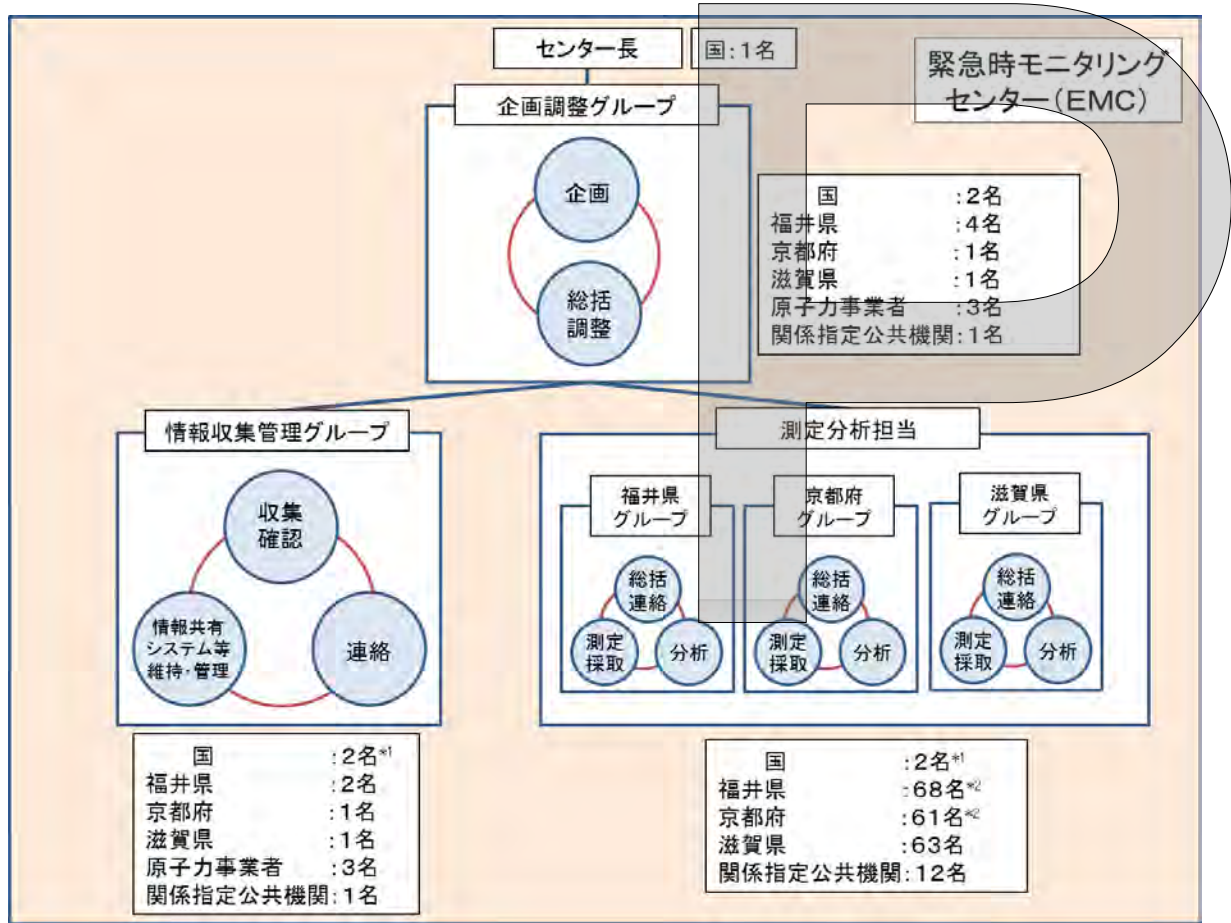 センター長
国:1名
緊急時モニタリング
センター(EMC)
企画調整グループ
企画
総括
調整
国 :2名
福井県 :4名
京都府 :1名
滋賀県 :1名
原子力事業者 :3名
関係指定公共機関:1名
情報収集管理グループ
収集
確認
情報共有
システム等
維持・管理
連絡
国 :2名*1
福井県 :2名
京都府 :1名
滋賀県 :1名
原子力事業者 :3名
関係指定公共機関:1名
測定分析担当
福井県
グループ
総括
連絡
測定
採取
分析
京都府
グループ
総括
連絡
測定
採取
分析
滋賀県
グループ
総括
連絡
測定
採取
分析
国 :2名*1
福井県 :68名*2
京都府 :61名*2
滋賀県 :63名
関係指定公共機関:12名